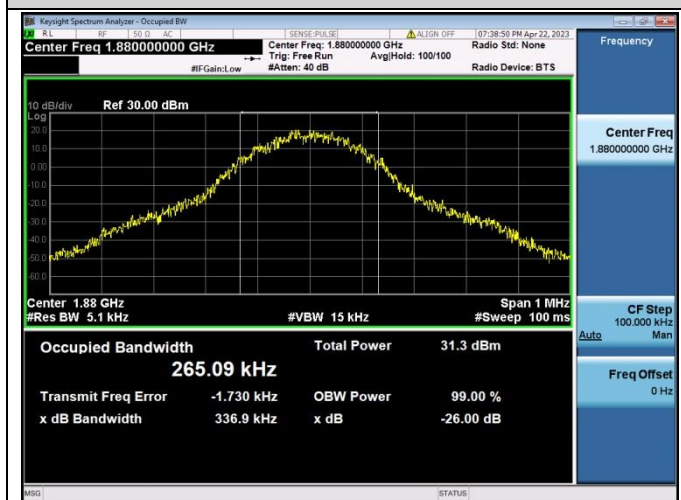 Keysight Spectrum Analyzer - Occupied BW
LXI RL RF 50 Ω AC SENSE:PULSE ALIGN OFF 07:38:50 PM Apr 22, 2023
Center Freq 1.880000000 GHz Center Freq: 1.880000000 GHz Radio Std: None Frequency
Trig: Free Run Avg|Hold: 100/100
#IFGain:Low #Atten: 40 dB Radio Device: BTS
10 dB/div Ref 30.00 dBm
Log
20.0
10.0
0.00
-10.0
-20.0
-30.0
-40.0
-50.0
-60.0
Center Freq
1.880000000 GHz
Center 1.88 GHz Span 1 MHz
#Res BW 5.1 kHz #VBW 15 kHz #Sweep 100 ms
CF Step
100.000 kHz
Auto Man
Occupied Bandwidth Total Power 31.3 dBm
265.09 kHz
Freq Offset
0 Hz
Transmit Freq Error -1.730 kHz OBW Power 99.00 %
x dB Bandwidth 336.9 kHz x dB -26.00 dB
MSG STATUS